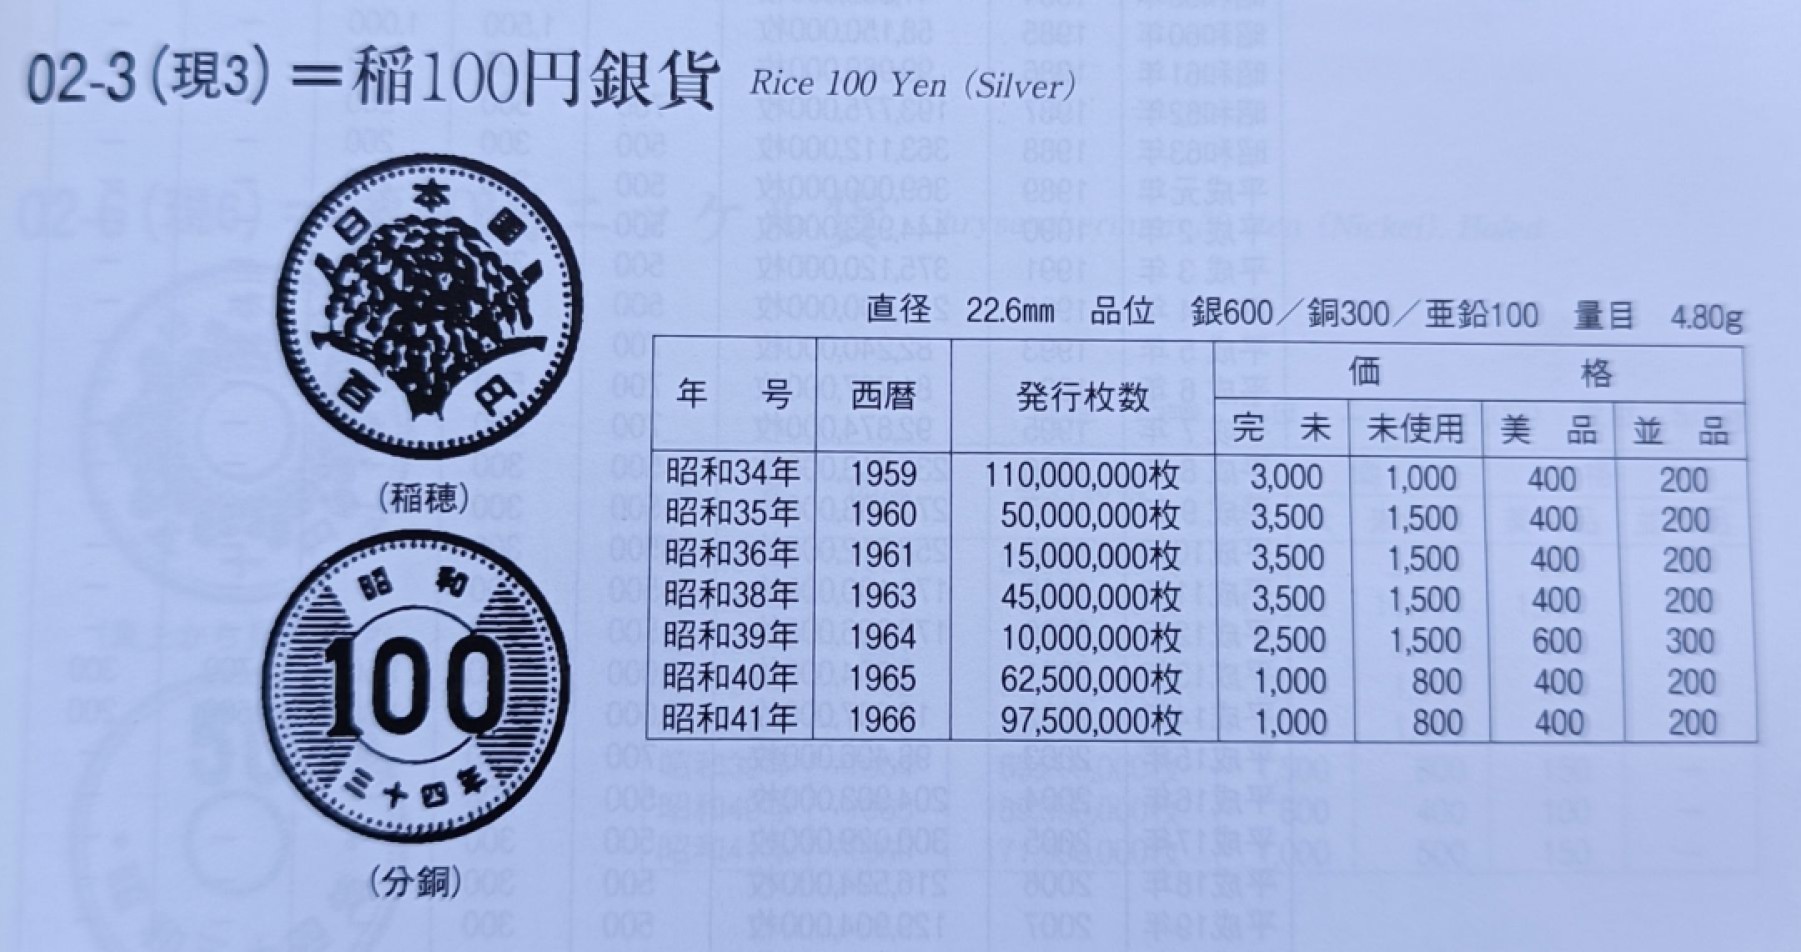 02-3(現3)=稲100円銀貨 Rice 100 Yen (Silver)
日本国
百円
(稲穂)
昭和
100
三十四年
(分銅)
直径 22.6mm 品位 銀600/銅300/亜鉛100 量目 4.80g
年号 西暦 発行枚数 価格
完未 未使用 美品 並品
昭和34年 1959 110,000,000枚 3,000 1,000 400 200
昭和35年 1960 50,000,000枚 3,500 1,500 400 200
昭和36年 1961 15,000,000枚 3,500 1,500 400 200
昭和38年 1963 45,000,000枚 3,500 1,500 400 200
昭和39年 1964 10,000,000枚 2,500 1,500 600 300
昭和40年 1965 62,500,000枚 1,000 800 400 200
昭和41年 1966 97,500,000枚 1,000 800 400 200